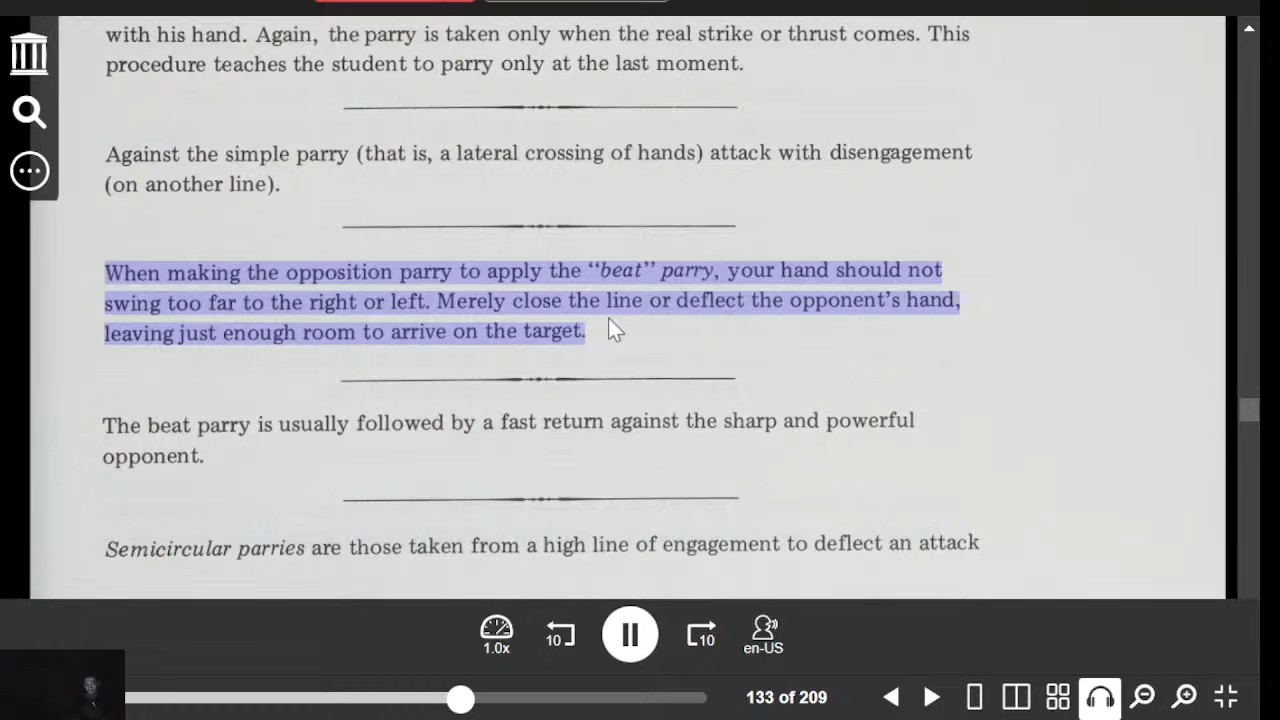 with his hand. Again, the parry is taken only when the real strike or thrust comes. This
procedure teaches the student to parry only at the last moment.
Against the simple parry (that is, a lateral crossing of hands) attack with disengagement
(on another line).
When making the opposition parry to apply the “beat” parry, your hand should not
swing too far to the right or left. Merely close the line or deflect the opponent’s hand,
leaving just enough room to arrive on the target.
The beat parry is usually followed by a fast return against the sharp and powerful
opponent.
Semicircular parries are those taken from a high line of engagement to deflect an attack
10
10
1.0x
en-US
133 of 209